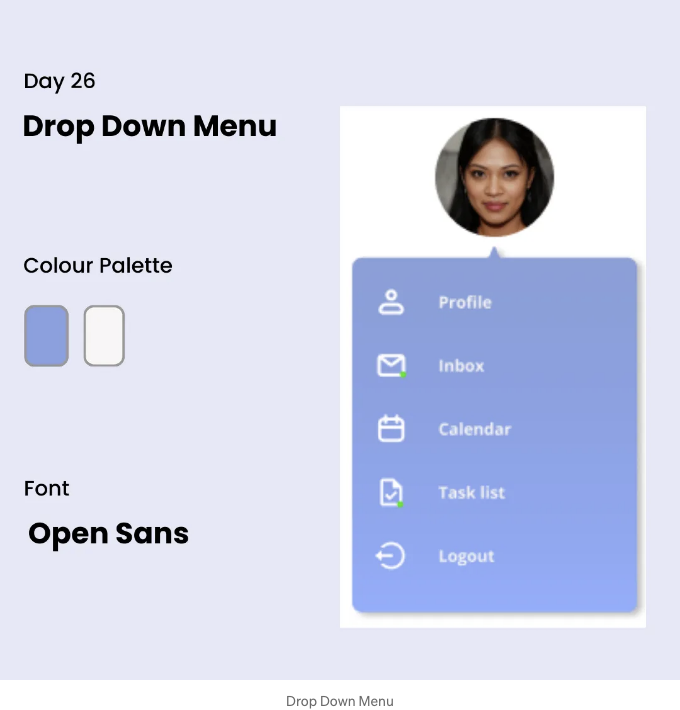 Day 26
Drop Down Menu
Colour Palette
Font
Open Sans
Profile
Inbox
Calendar
Task list
Logout
Drop Down Menu